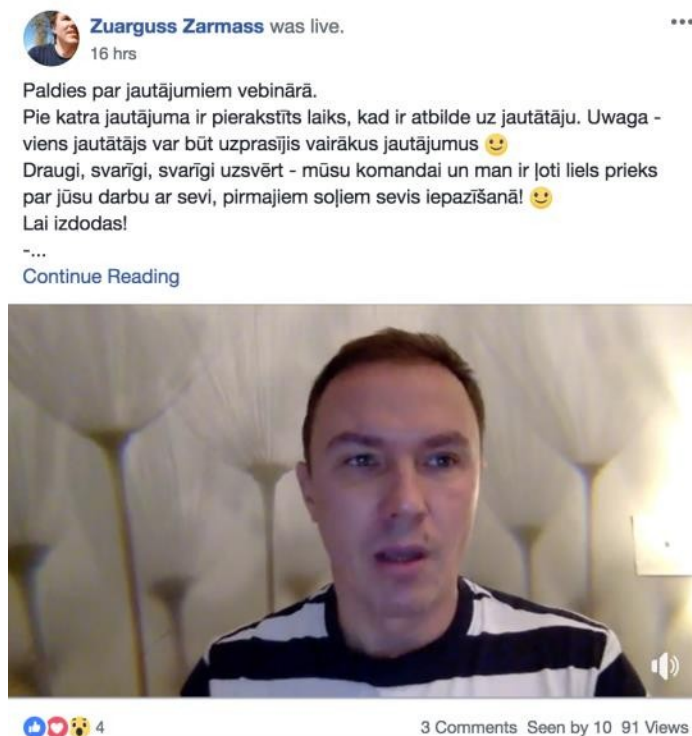 Zuarguss Zarmass was live.
16 hrs
Paldies par jautājumiem vebinārā.
Pie katra jautājuma ir pierakstīts laiks, kad ir atbilde uz jautātāju. Uwaga -
viens jautātājs var būt uzprasījis vairākus jautājumus 🙂
Draugi, svarīgi, svarīgi uzsvērt - mūsu komandai un man ir ļoti liels prieks
par jūsu darbu ar sevi, pirmajiem soļiem sevis iepazīšanā! 🙂
Lai izdodas!
-...
Continue Reading
4
3 Comments Seen by 10 91 Views